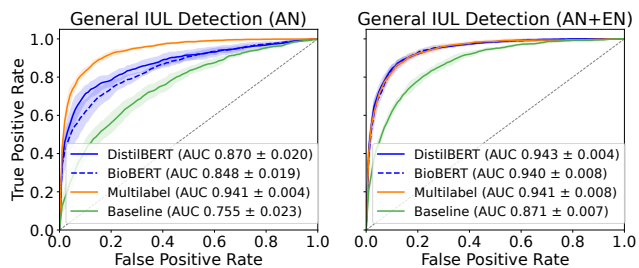 General IUL Detection (AN)
True Positive Rate
1.0
0.8
0.6
0.4
0.2
0.0
DistilBERT (AUC 0.870 ± 0.020)
BioBERT (AUC 0.848 ± 0.019)
Multilabel (AUC 0.941 ± 0.004)
Baseline (AUC 0.755 ± 0.023)
0.0 0.2 0.4 0.6 0.8 1.0
False Positive Rate
General IUL Detection (AN+EN)
DistilBERT (AUC 0.943 ± 0.004)
BioBERT (AUC 0.940 ± 0.008)
Multilabel (AUC 0.941 ± 0.008)
Baseline (AUC 0.871 ± 0.007)
0.0 0.2 0.4 0.6 0.8 1.0
False Positive Rate